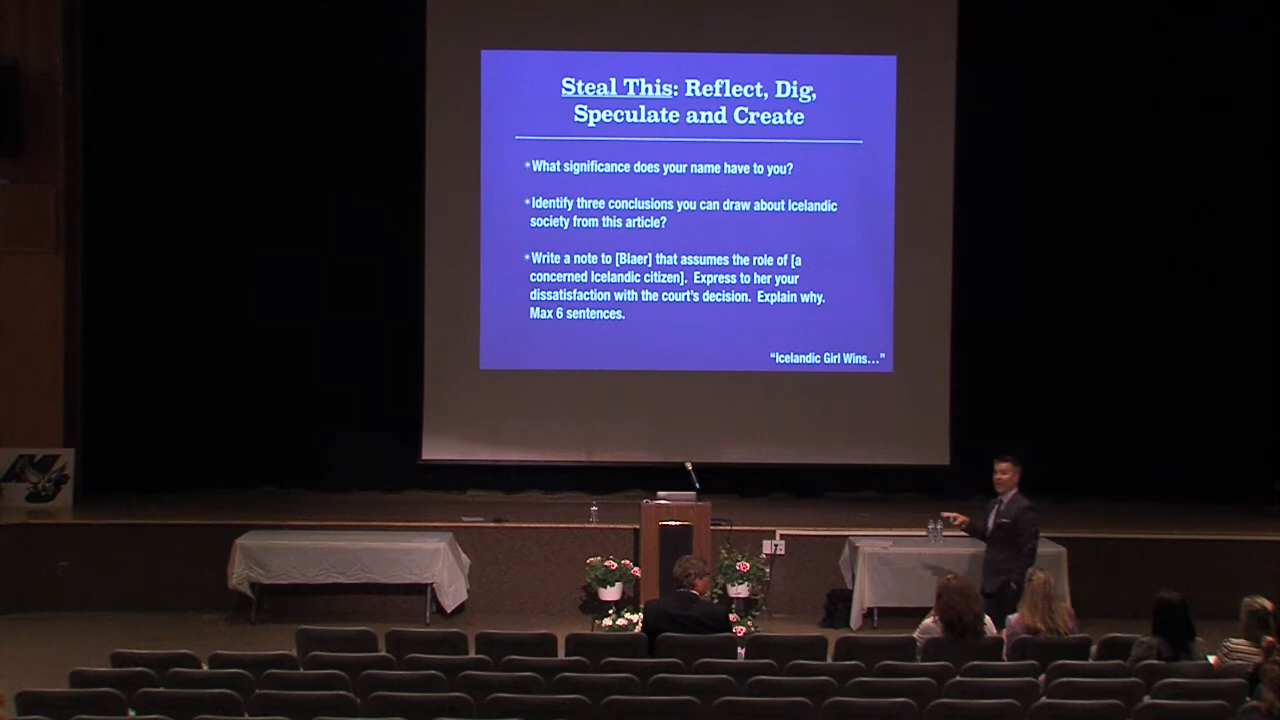 Steal This: Reflect, Dig,
Speculate and Create
*What significance does your name have to you?
*Identify three conclusions you can draw about Icelandic
society from this article?
*Write a note to [Blaer] that assumes the role of [a
concerned Icelandic citizen]. Express to her your
dissatisfaction with the court's decision. Explain why.
Max 6 sentences.
“Icelandic Girl Wins…”